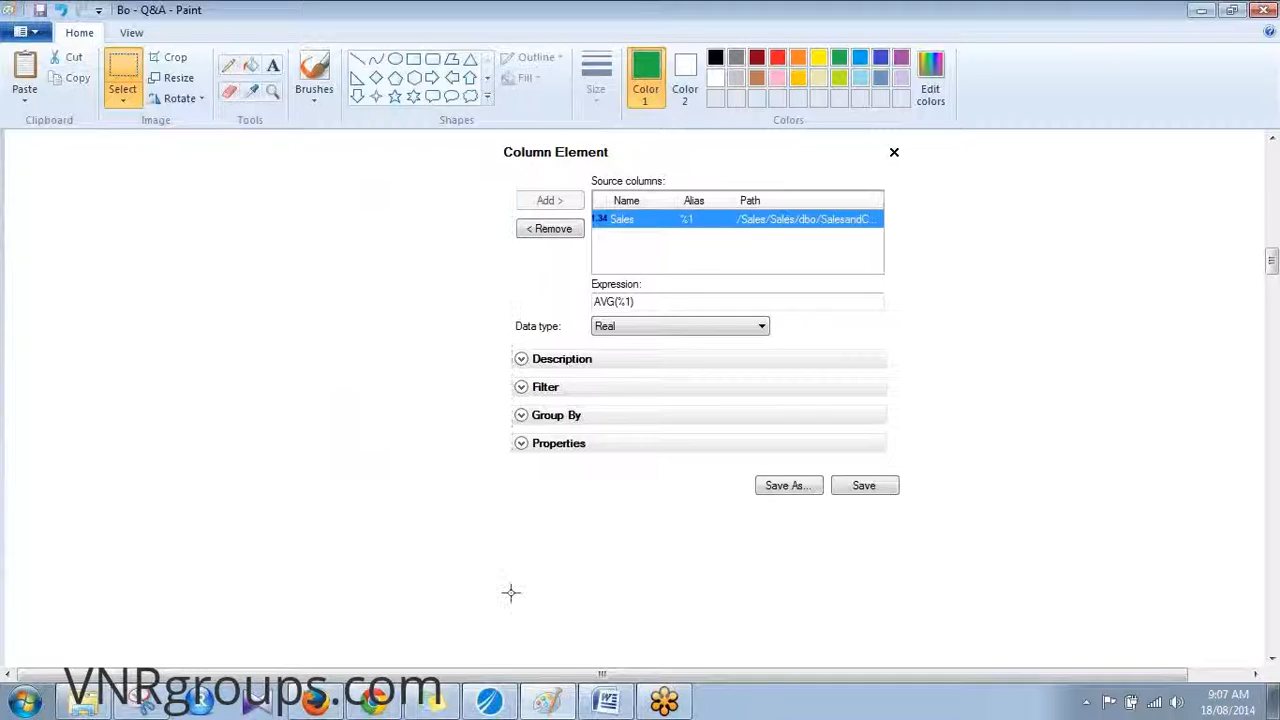 Bo - Q&A - Paint
Home
View
Paste
Cut
Copy
Clipboard
Select
Crop
Resize
Rotate
Image
Tools
Brushes
Outline
Fill
Shapes
Size
Color 1
Color 2
Edit colors
Colors
Column Element
Source columns:
Add >
< Remove
Name Alias Path
1.34 Sales %1 /Sales/Sales/dbo/SalesandC...
Expression:
AVG(%1)
Data type: Real
Description
Filter
Group By
Properties
Save As... Save
VNRgroups.com
9:07 AM
18/08/2014